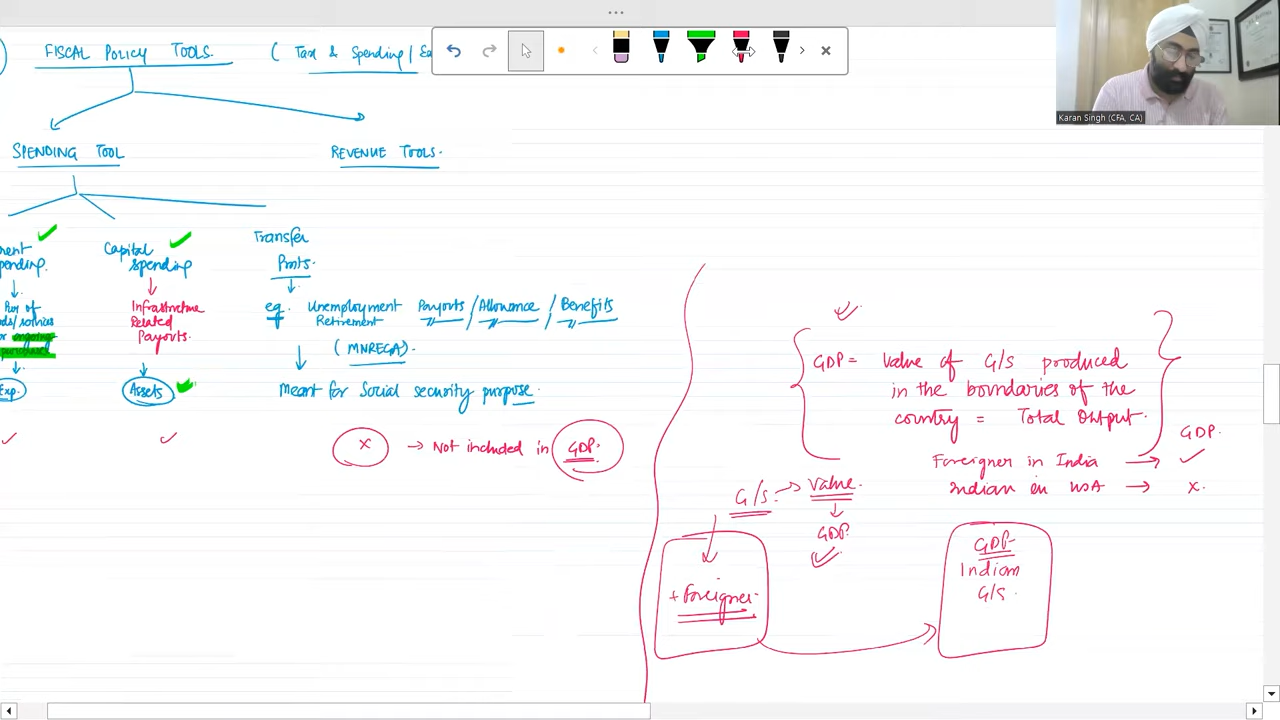 FISCAL POLICY TOOLS. ( Tax & Spending/
SPENDING TOOL
REVENUE TOOLS.
Capital Spending
Infrastructure
Related
Payouts.
Assets
Exp.
Transfer
Pmts.
eg. Unemployment Payouts/Allowance/Benefits
Retirement
(MNREGA).
Meant for Social security purpose.
x → Not included in GDP.
GDP = Value of G/S produced
in the boundaries of the
country = Total Output.
GDP.
Foreigner in India → ✓
Indian in USA → x.
G/S. → Value.
GDP.
+ Foreigner.
GDP
Indian
G/S.
Karan Singh (CFA, CA)